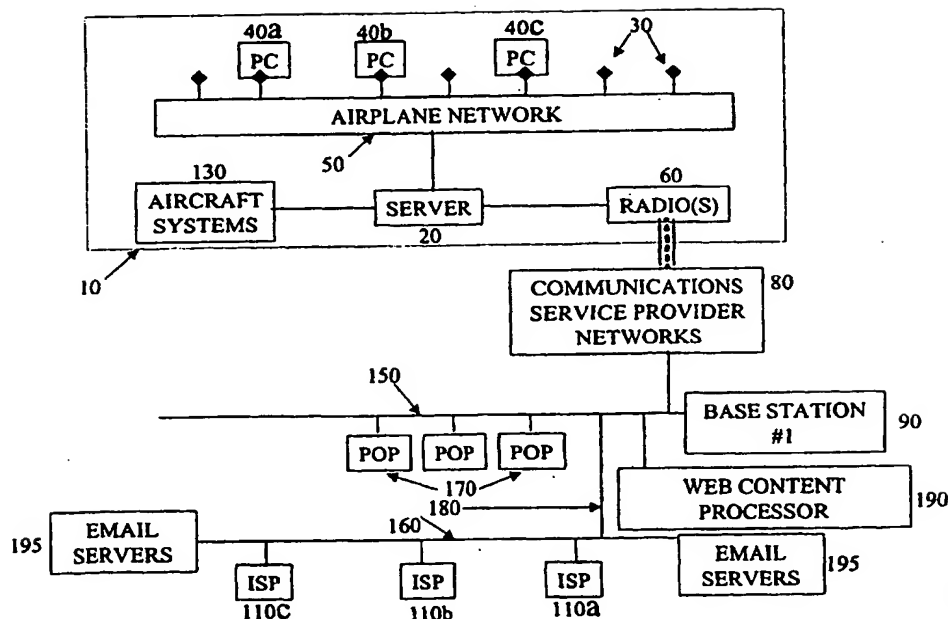 40a
40b
40c
30
PC
PC
PC
AIRPLANE NETWORK
50
130
60
AIRCRAFT
SYSTEMS
SERVER
RADIO(S)
20
10
COMMUNICATIONS
SERVICE PROVIDER
NETWORKS
80
150
BASE STATION
#1
90
POP
POP
POP
170
180
WEB CONTENT
PROCESSOR
190
160
195
EMAIL
SERVERS
EMAIL
SERVERS
195
ISP
ISP
ISP
110C
110b
110a